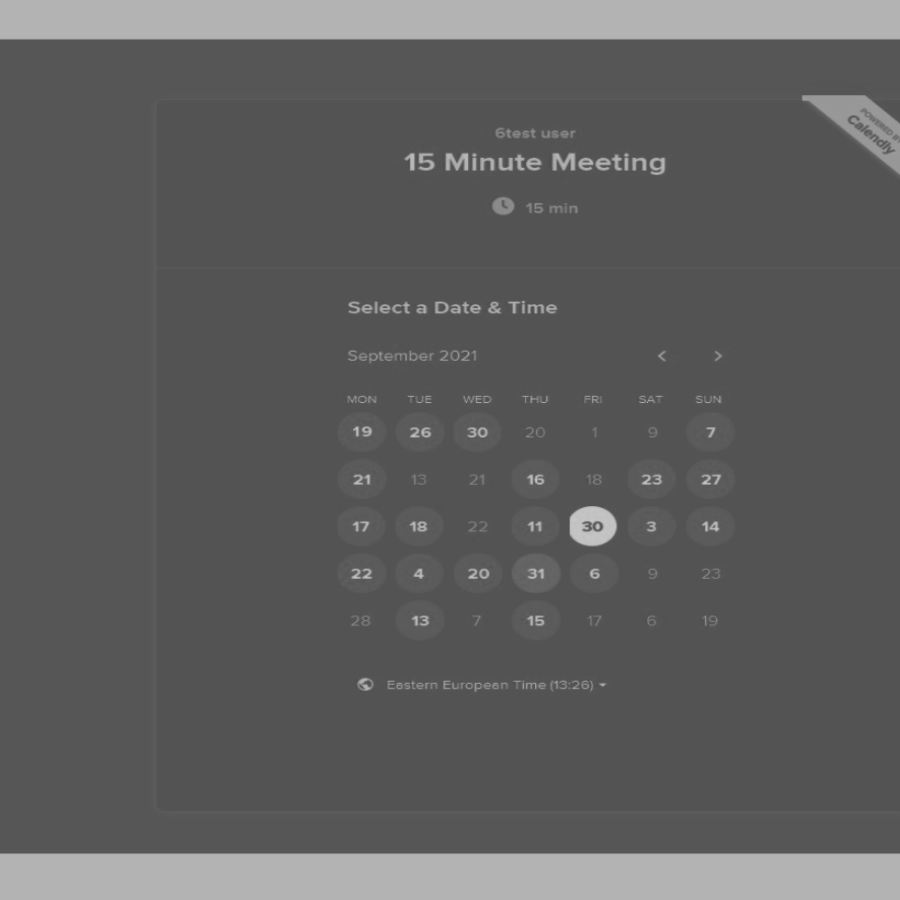 POWERED BY
Calendly
6test user
15 Minute Meeting
15 min
Select a Date & Time
September 2021
MON TUE WED THU FRI SAT SUN
19 26 30 20 1 9 7
21 13 21 16 18 23 27
17 18 22 11 30 3 14
22 4 20 31 6 9 23
28 13 7 15 17 6 19
Eastern European Time (13:26)